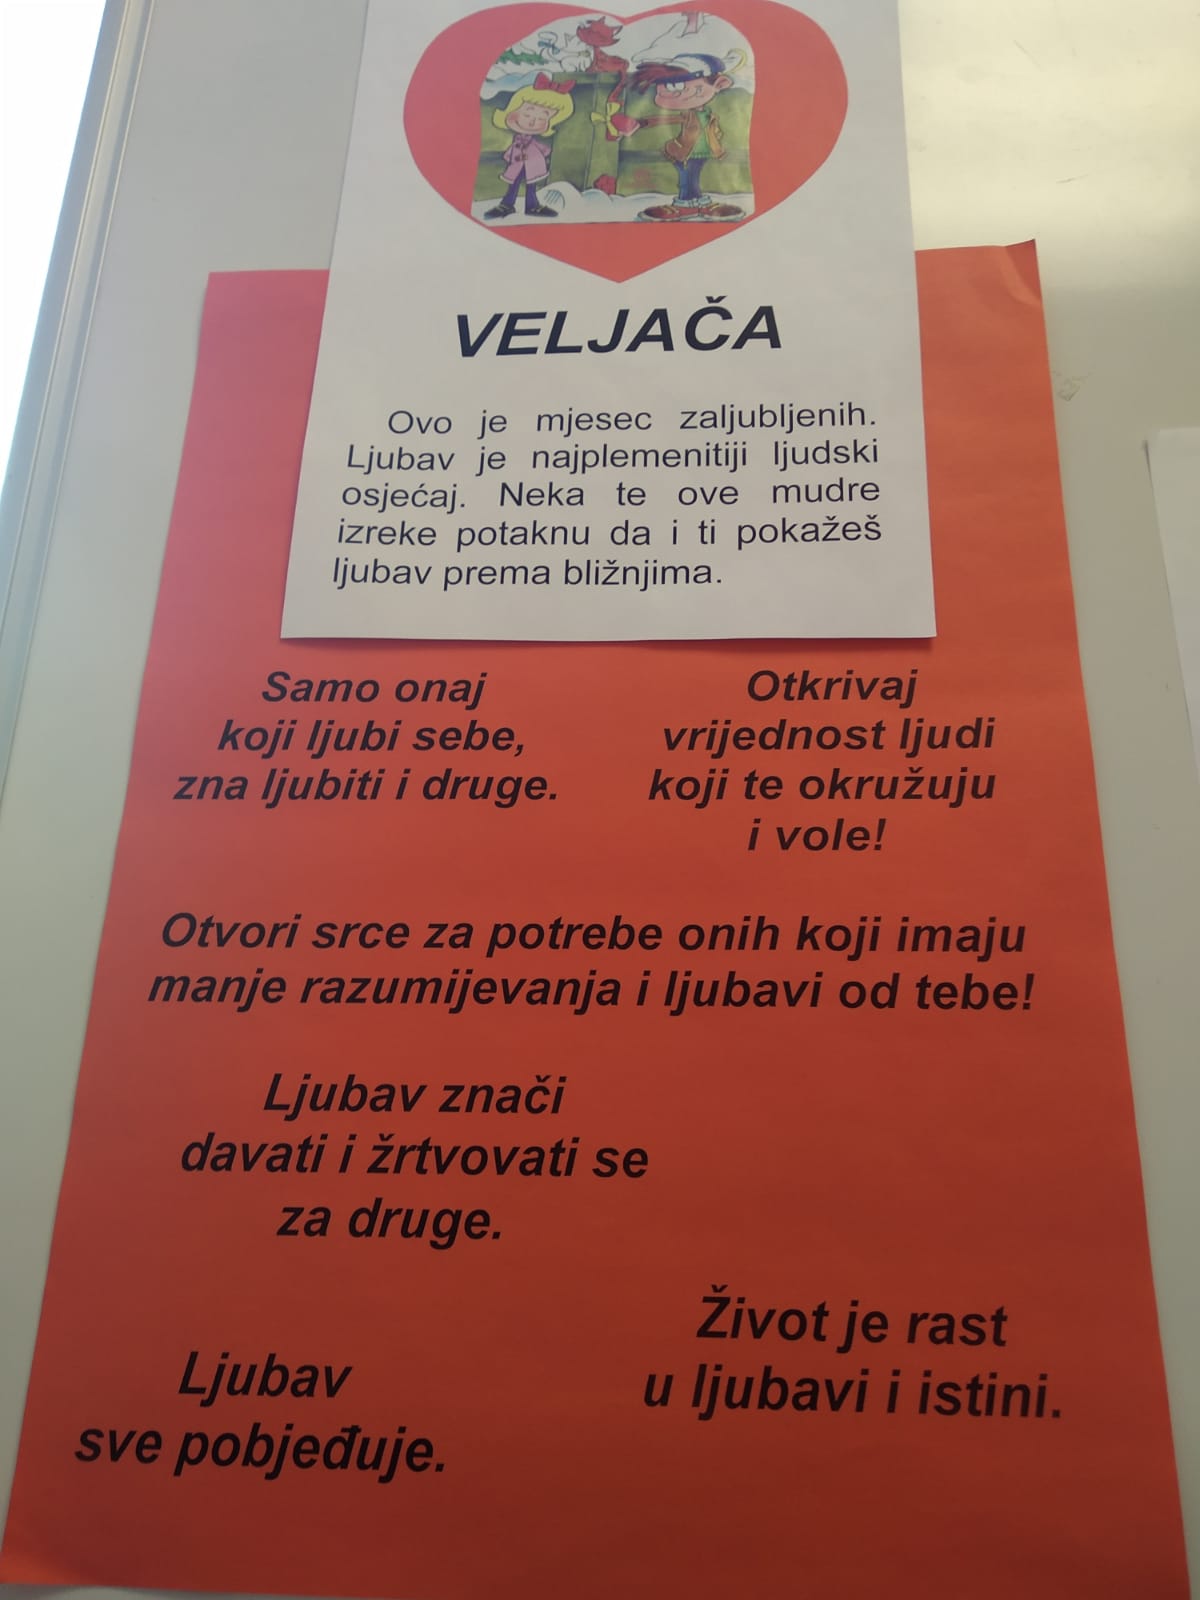 VELJAČA
Ovo je mjesec zaljubljenih.
Ljubav je najplemenitiji ljudski
osjećaj. Neka te ove mudre
izreke potaknu da i ti pokažeš
ljubav prema bližnjima.
Samo onaj
koji ljubi sebe,
zna ljubiti i druge.
Otkrivaj
vrijednost ljudi
koji te okružuju
i vole!
Otvori srce za potrebe onih koji imaju
manje razumijevanja i ljubavi od tebe!
Ljubav znači
davati i žrtvovati se
za druge.
Život je rast
u ljubavi i istini.
Ljubav
sve pobjeđuje.